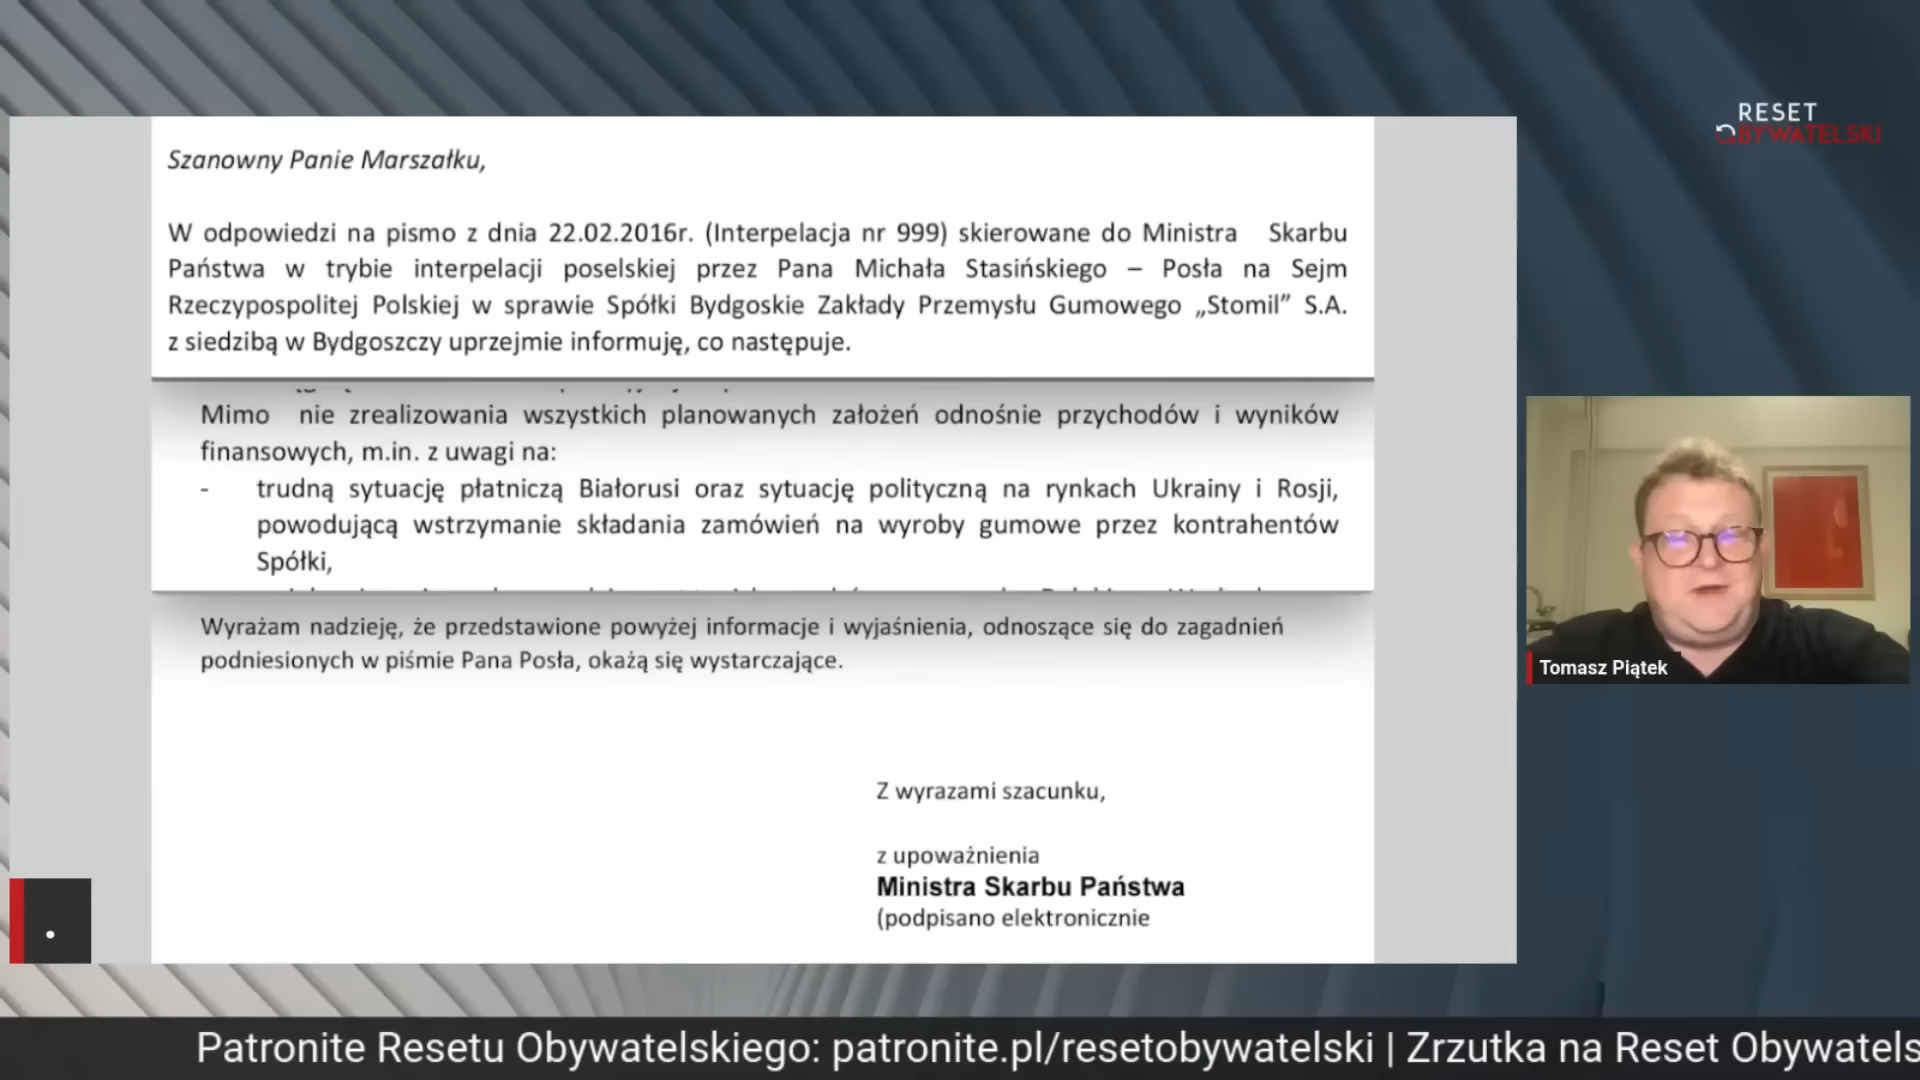 RESET
OBYWATELSKI
Szanowny Panie Marszałku,
W odpowiedzi na pismo z dnia 22.02.2016r. (Interpelacja nr 999) skierowane do Ministra Skarbu
Państwa w trybie interpelacji poselskiej przez Pana Michała Stasińskiego – Posła na Sejm
Rzeczypospolitej Polskiej w sprawie Spółki Bydgoskie Zakłady Przemysłu Gumowego „Stomil” S.A.
z siedzibą w Bydgoszczy uprzejmie informuję, co następuje.
Mimo nie zrealizowania wszystkich planowanych założeń odnośnie przychodów i wyników
finansowych, m.in. z uwagi na:
- trudną sytuację płatniczą Białorusi oraz sytuację polityczną na rynkach Ukrainy i Rosji,
powodującą wstrzymanie składania zamówień na wyroby gumowe przez kontrahentów
Spółki,
Wyrażam nadzieję, że przedstawione powyżej informacje i wyjaśnienia, odnoszące się do zagadnień
podniesionych w piśmie Pana Posła, okażą się wystarczające.
Z wyrazami szacunku,
z upoważnienia
Ministra Skarbu Państwa
(podpisano elektronicznie
Tomasz Piątek
.
Patronite Resetu Obywatelskiego: patronite.pl/resetobywatelski | Zrzutka na Reset Obywatels